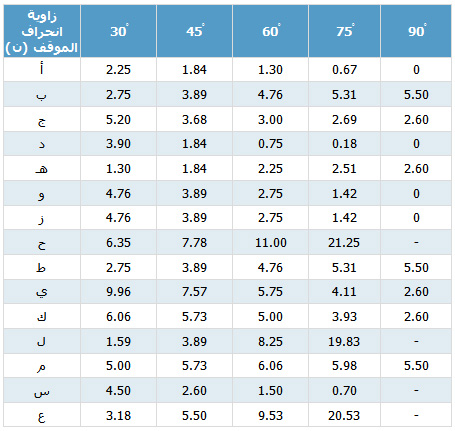 زاوية انحراف الموقف (ن) 30° 45° 60° 75° 90°
أ 2.25 1.84 1.30 0.67 0
ب 2.75 3.89 4.76 5.31 5.50
ج 5.20 3.68 3.00 2.69 2.60
د 3.90 1.84 0.75 0.18 0
هـ 1.30 1.84 2.25 2.51 2.60
و 4.76 3.89 2.75 1.42 0
ز 4.76 3.89 2.75 1.42 0
ح 6.35 7.78 11.00 21.25 -
ط 2.75 3.89 4.76 5.31 5.50
ي 9.96 7.57 5.75 4.11 2.60
ك 6.06 5.73 5.00 3.93 2.60
ل 1.59 3.89 8.25 19.83 -
م 5.00 5.73 6.06 5.98 5.50
س 4.50 2.60 1.50 0.70 -
ع 3.18 5.50 9.53 20.53 -